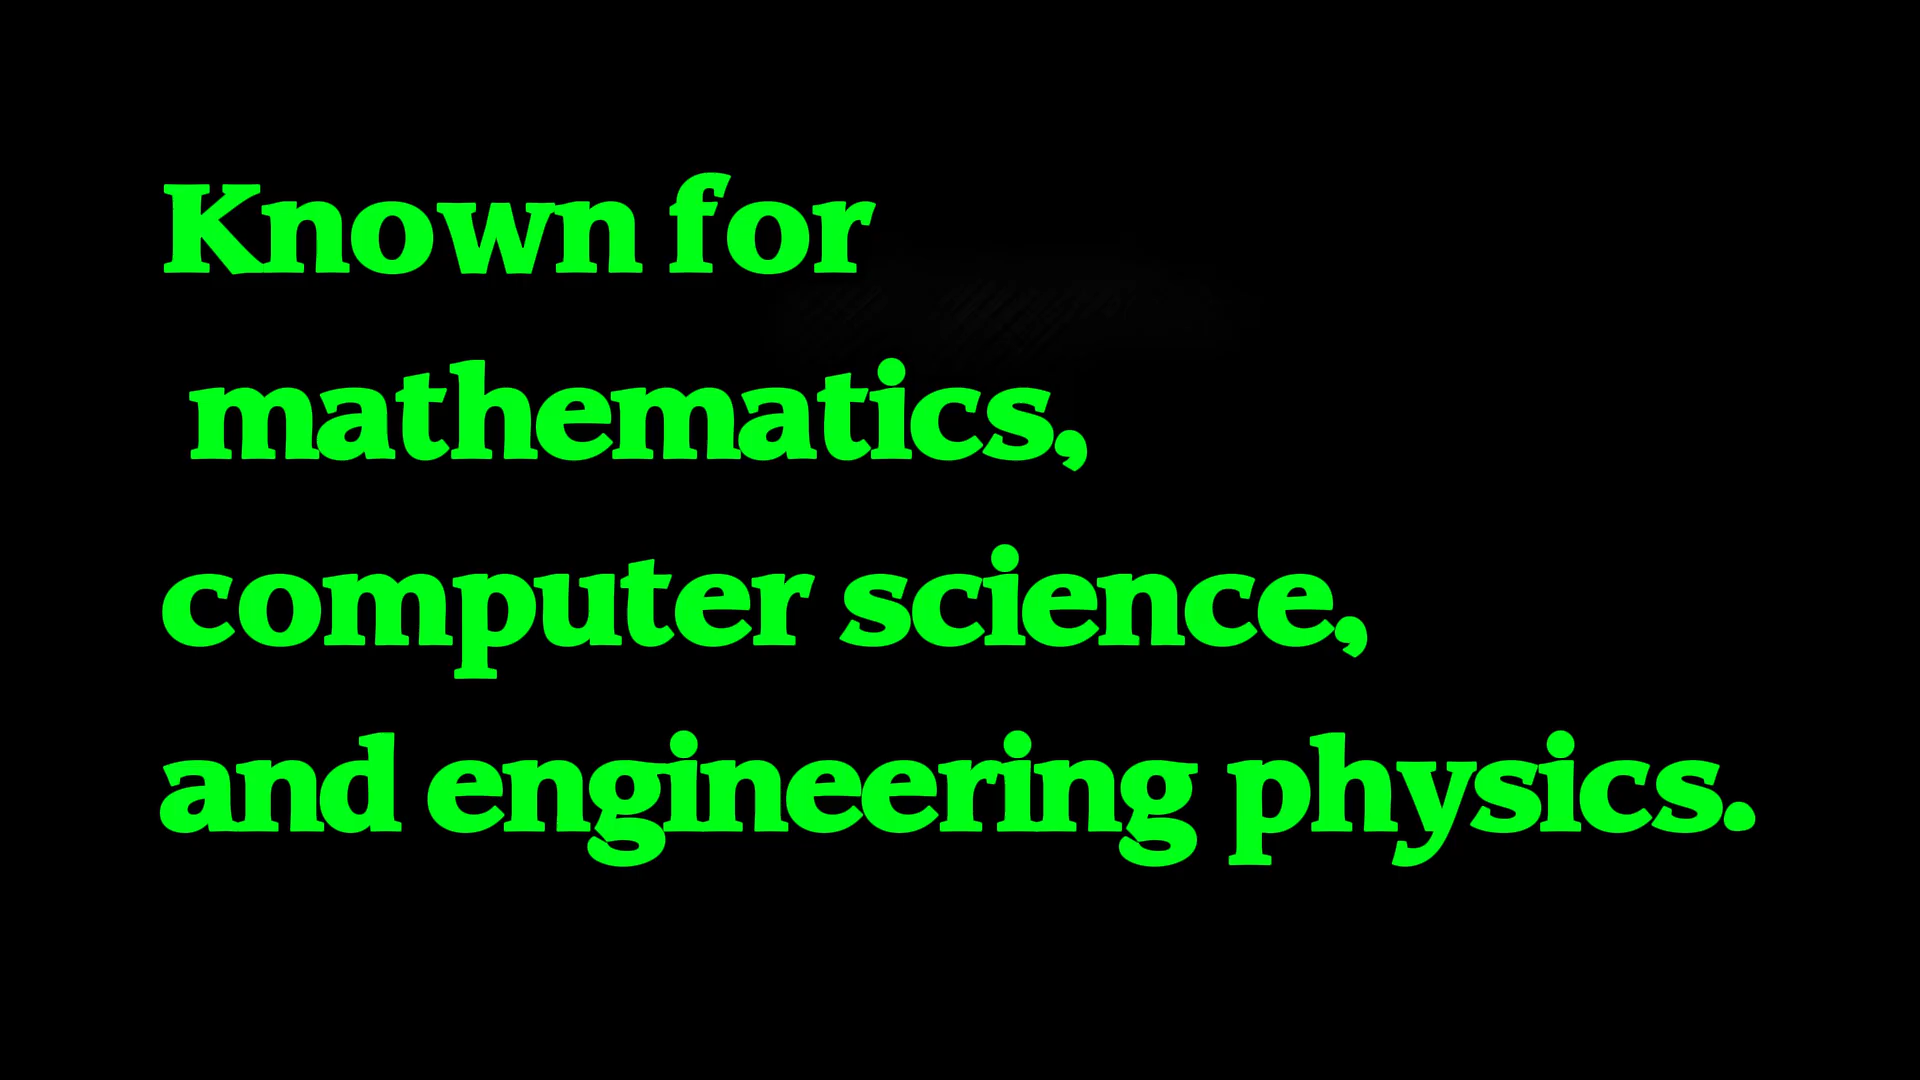 Known for
mathematics,
computer science,
and engineering physics.